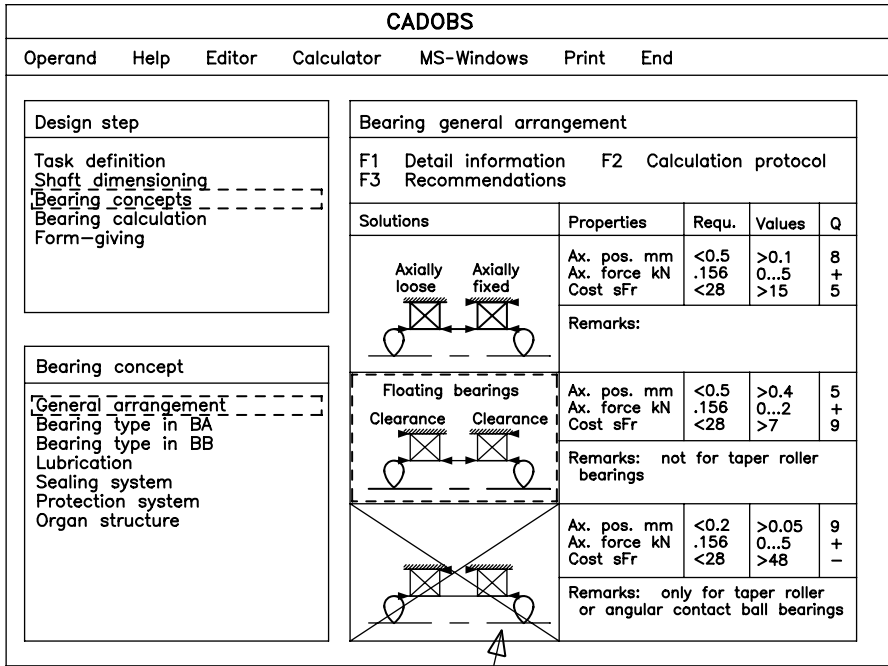 CADOBS
Operand Help Editor Calculator MS-Windows Print End
Design step
Task definition
Shaft dimensioning
Bearing concepts
Bearing calculation
Form-giving
Bearing concept
General arrangement
Bearing type in BA
Bearing type in BB
Lubrication
Sealing system
Protection system
Organ structure
Bearing general arrangement
F1 Detail information F2 Calculation protocol
F3 Recommendations
Solutions Properties Requ. Values Q
Axially Axially
loose fixed
Ax. pos. mm <0.5 >0.1 8
Ax. force kN .156 0...5 +
Cost sFr <28 >15 5
Remarks:
Floating bearings
Clearance Clearance
Ax. pos. mm <0.5 >0.4 5
Ax. force kN .156 0...2 +
Cost sFr <28 >7 9
Remarks: not for taper roller
bearings
Ax. pos. mm <0.2 >0.05 9
Ax. force kN .156 0...5 +
Cost sFr <28 >48 –
Remarks: only for taper roller
or angular contact ball bearings